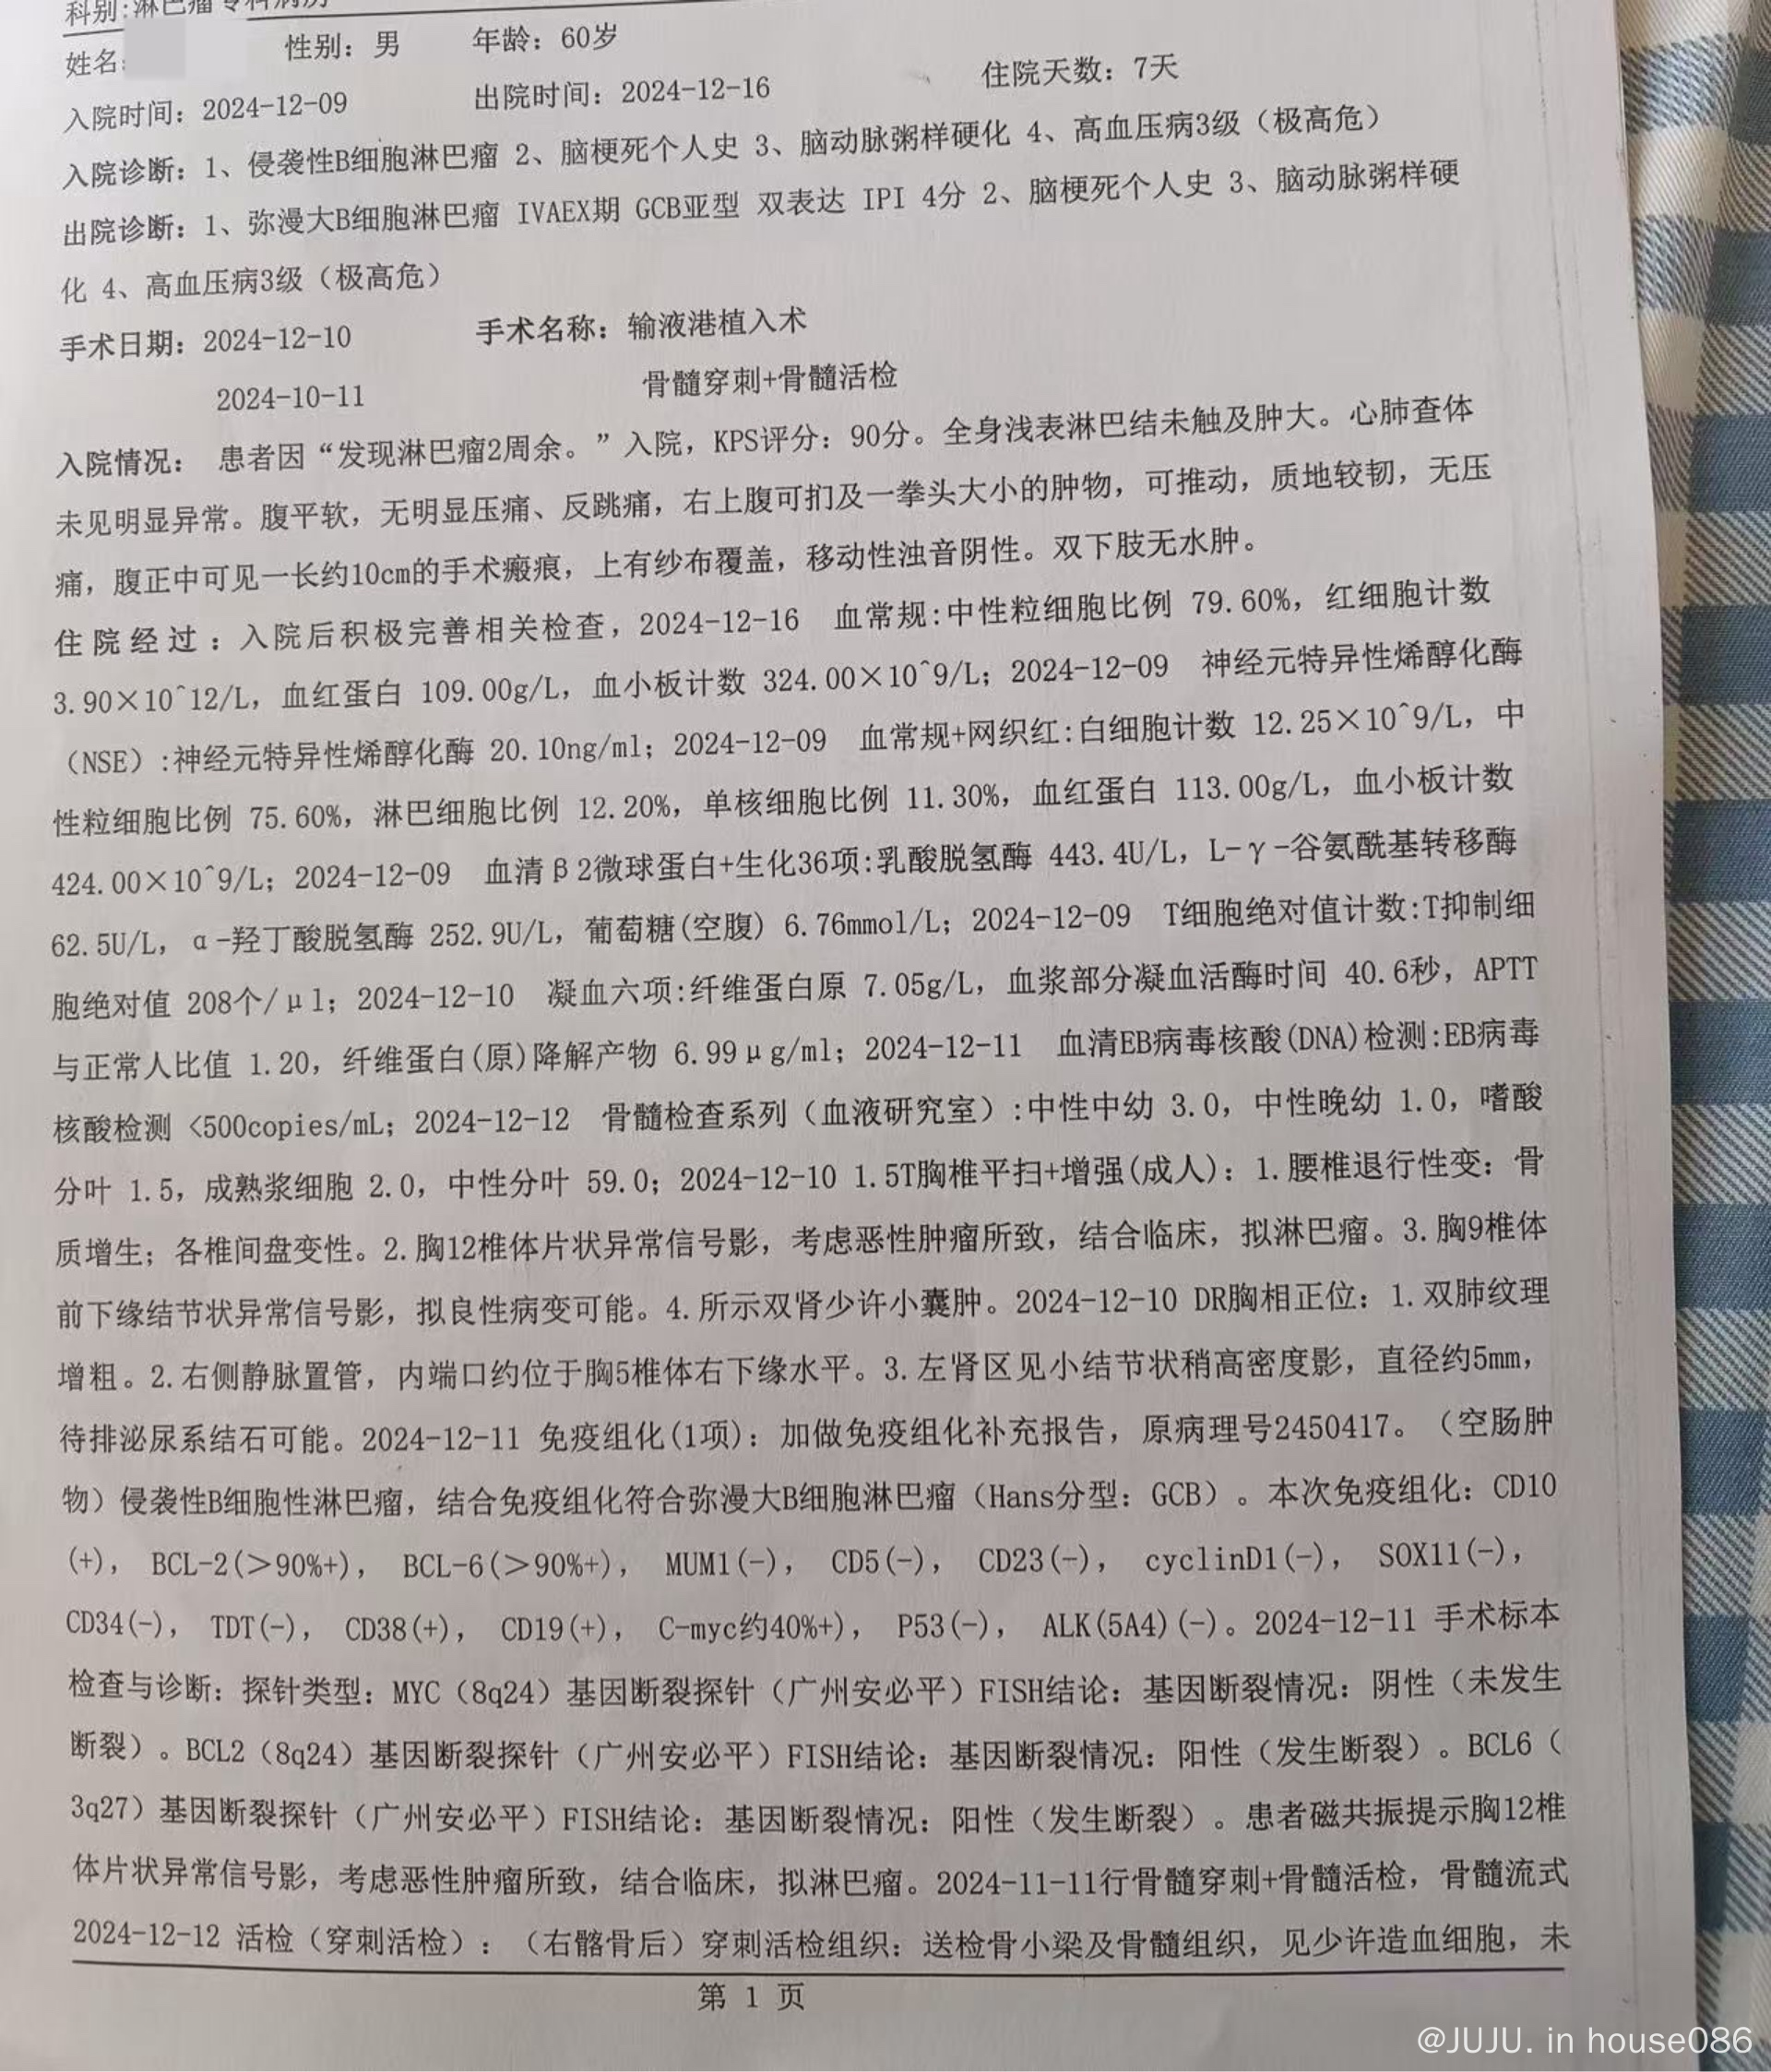 科别:淋巴瘤专科病房
姓名: 性别: 男 年龄: 60岁
入院时间: 2024-12-09 出院时间: 2024-12-16 住院天数: 7天
入院诊断: 1、侵袭性B细胞淋巴瘤 2、脑梗死个人史 3、脑动脉粥样硬化 4、高血压病3级（极高危）
出院诊断: 1、弥漫大B细胞淋巴瘤 IVAEX期 GCB亚型 双表达 IPI 4分 2、脑梗死个人史 3、脑动脉粥样硬
化 4、高血压病3级（极高危）
手术日期: 2024-12-10 手术名称: 输液港植入术
2024-10-11 骨髓穿刺+骨髓活检
入院情况: 患者因“发现淋巴瘤2周余。”入院，KPS评分: 90分。全身浅表淋巴结未触及肿大。心肺查体
未见明显异常。腹平软，无明显压痛、反跳痛，右上腹可扪及一拳头大小的肿物，可推动，质地较韧，无压
痛，腹正中可见一长约10cm的手术瘢痕，上有纱布覆盖，移动性浊音阴性。双下肢无水肿。
住院经过: 入院后积极完善相关检查，2024-12-16 血常规:中性粒细胞比例 79.60%，红细胞计数
3.90×10^12/L，血红蛋白 109.00g/L，血小板计数 324.00×10^9/L；2024-12-09 神经元特异性烯醇化酶
（NSE）:神经元特异性烯醇化酶 20.10ng/ml；2024-12-09 血常规+网织红:白细胞计数 12.25×10^9/L，中
性粒细胞比例 75.60%，淋巴细胞比例 12.20%，单核细胞比例 11.30%，血红蛋白 113.00g/L，血小板计数
424.00×10^9/L；2024-12-09 血清β2微球蛋白+生化36项:乳酸脱氢酶 443.4U/L，L-γ-谷氨酰基转移酶
62.5U/L，α-羟丁酸脱氢酶 252.9U/L，葡萄糖(空腹) 6.76mmol/L；2024-12-09 T细胞绝对值计数:T抑制细
胞绝对值 208个/μl；2024-12-10 凝血六项:纤维蛋白原 7.05g/L，血浆部分凝血活酶时间 40.6秒，APTT
与正常人比值 1.20，纤维蛋白(原)降解产物 6.99μg/ml；2024-12-11 血清EB病毒核酸(DNA)检测:EB病毒
核酸检测 <500copies/mL；2024-12-12 骨髓检查系列（血液研究室）:中性中幼 3.0，中性晚幼 1.0，嗜酸
分叶 1.5，成熟浆细胞 2.0，中性分叶 59.0；2024-12-10 1.5T胸椎平扫+增强(成人): 1.腰椎退行性变: 骨
质增生；各椎间盘变性。2.胸12椎体片状异常信号影，考虑恶性肿瘤所致，结合临床，拟淋巴瘤。3.胸9椎体
前下缘结节状异常信号影，拟良性病变可能。4.所示双肾少许小囊肿。2024-12-10 DR胸相正位: 1.双肺纹理
增粗。2.右侧静脉置管，内端口约位于胸5椎体右下缘水平。3.左肾区见小结节状稍高密度影，直径约5mm，
待排泌尿系结石可能。2024-12-11 免疫组化(1项): 加做免疫组化补充报告，原病理号2450417。（空肠肿
物）侵袭性B细胞性淋巴瘤，结合免疫组化符合弥漫大B细胞淋巴瘤（Hans分型: GCB）。本次免疫组化: CD10
(+)， BCL-2(＞90%+)， BCL-6(＞90%+)， MUM1(-)， CD5(-)， CD23(-)， cyclinD1(-)， SOX11(-)，
CD34(-)， TDT(-)， CD38(+)， CD19(+)， C-myc约40%+)， P53(-)， ALK(5A4)(-)。2024-12-11 手术标本
检查与诊断: 探针类型: MYC（8q24）基因断裂探针（广州安必平）FISH结论: 基因断裂情况: 阴性（未发生
断裂）。BCL2（8q24）基因断裂探针（广州安必平）FISH结论: 基因断裂情况: 阳性（发生断裂）。BCL6（
3q27）基因断裂探针（广州安必平）FISH结论: 基因断裂情况: 阳性（发生断裂）。患者磁共振提示胸12椎
体片状异常信号影，考虑恶性肿瘤所致，结合临床，拟淋巴瘤。2024-11-11行骨髓穿刺+骨髓活检，骨髓流式
2024-12-12 活检（穿刺活检）: （右髂骨后）穿刺活检组织: 送检骨小梁及骨髓组织，见少许造血细胞，未
第 1 页
@JUJU. in house086